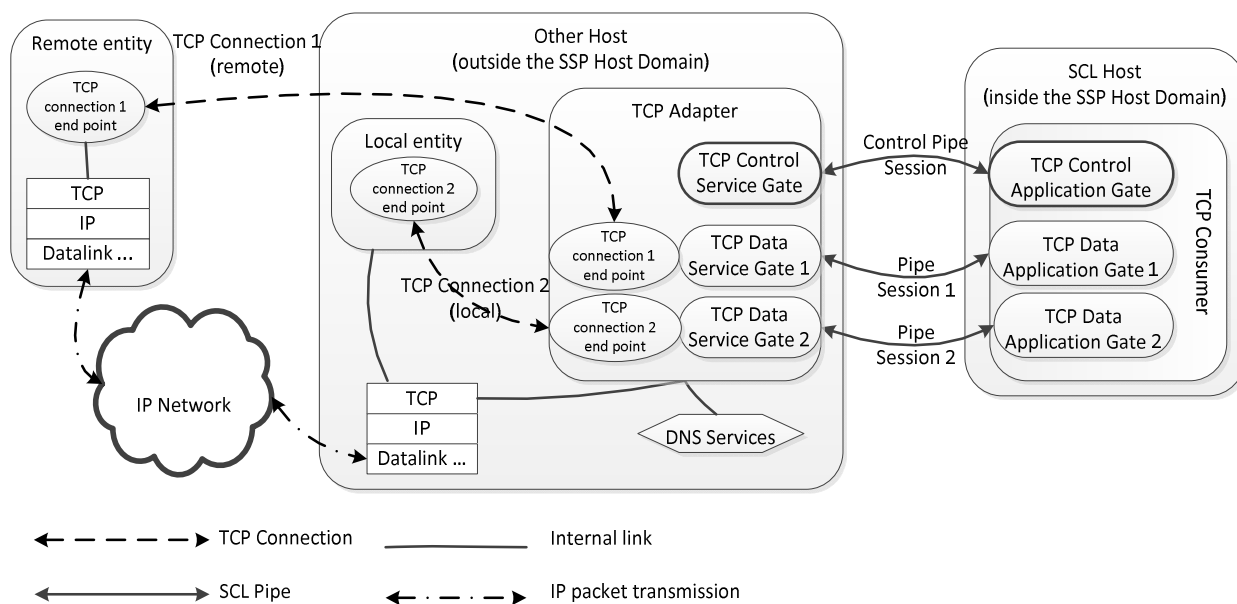 Remote entity
TCP
connection 1
end point
TCP
IP
Datalink ...
TCP Connection 1
(remote)
IP Network
Other Host
(outside the SSP Host Domain)
Local entity
TCP
connection 2
end point
TCP Connection 2
(local)
TCP
IP
Datalink ...
TCP Adapter
TCP Control
Service Gate
TCP
connection 1
end point
TCP Data
Service Gate 1
TCP
connection 2
end point
TCP Data
Service Gate 2
DNS Services
Control Pipe
Session
Pipe
Session 1
Pipe
Session 2
SCL Host
(inside the SSP Host Domain)
TCP Control
Application Gate
TCP Data
Application Gate 1
TCP Data
Application Gate 2
TCP Consumer
TCP Connection
Internal link
SCL Pipe
IP packet transmission